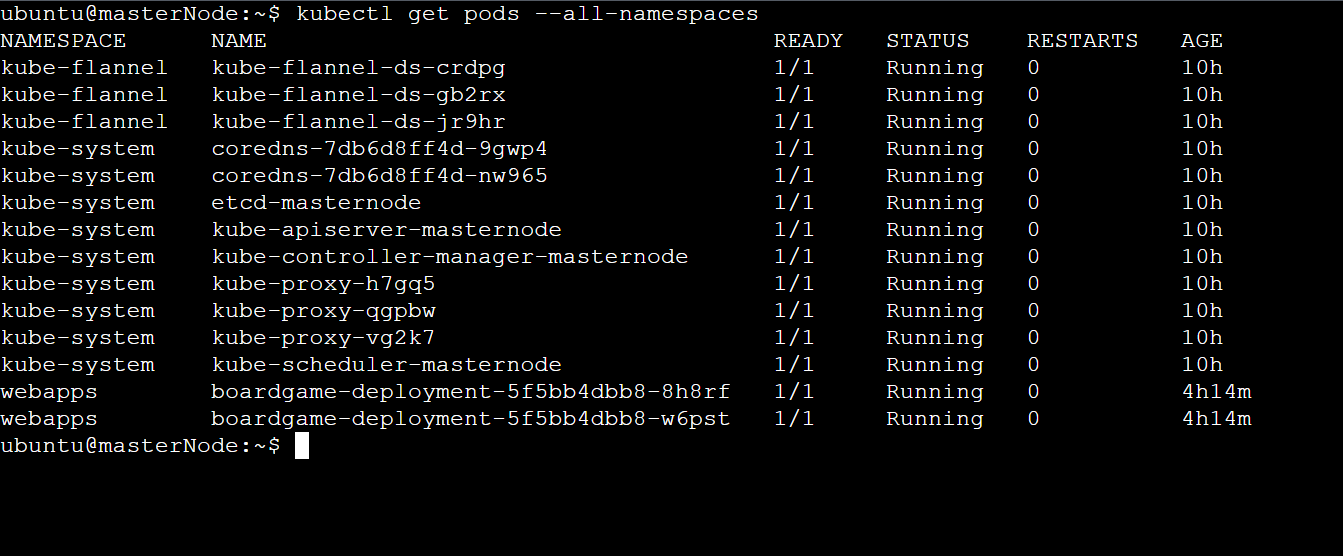 ubuntu@masterNode:~$ kubectl get pods --all-namespaces
NAMESPACE      NAME                                    READY   STATUS    RESTARTS   AGE
kube-flannel   kube-flannel-ds-crdpg                   1/1     Running   0          10h
kube-flannel   kube-flannel-ds-gb2rx                   1/1     Running   0          10h
kube-flannel   kube-flannel-ds-jr9hr                   1/1     Running   0          10h
kube-system    coredns-7db6d8ff4d-9gwp4                1/1     Running   0          10h
kube-system    coredns-7db6d8ff4d-nw965                1/1     Running   0          10h
kube-system    etcd-masternode                         1/1     Running   0          10h
kube-system    kube-apiserver-masternode               1/1     Running   0          10h
kube-system    kube-controller-manager-masternode      1/1     Running   0          10h
kube-system    kube-proxy-h7gq5                        1/1     Running   0          10h
kube-system    kube-proxy-qgpbw                        1/1     Running   0          10h
kube-system    kube-proxy-vg2k7                        1/1     Running   0          10h
kube-system    kube-scheduler-masternode               1/1     Running   0          10h
webapps        boardgame-deployment-5f5bb4dbb8-8h8rf   1/1     Running   0          4h14m
webapps        boardgame-deployment-5f5bb4dbb8-w6pst   1/1     Running   0          4h14m
ubuntu@masterNode:~$